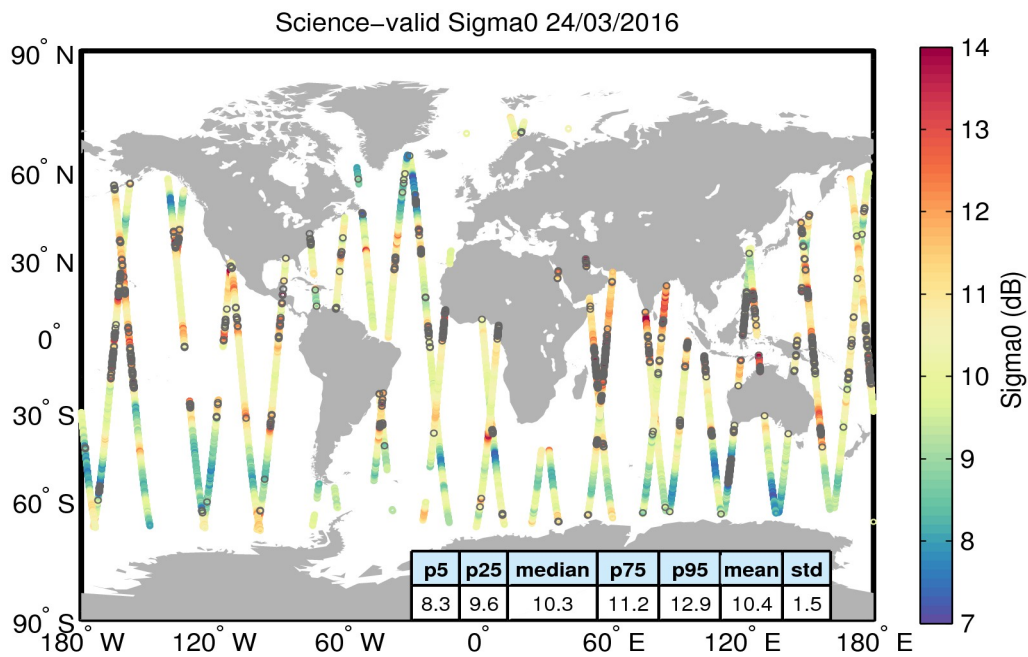 Science−valid Sigma0 24/03/2016
90° N
60° N
30° N
0°
30° S
60° S
90° S
180° W
120° W
60° W
0°
60° E
120° E
180° E
14
13
12
11
10
9
8
7
Sigma0 (dB)
p5 p25 median p75 p95 mean std
8.3 9.6 10.3 11.2 12.9 10.4 1.5